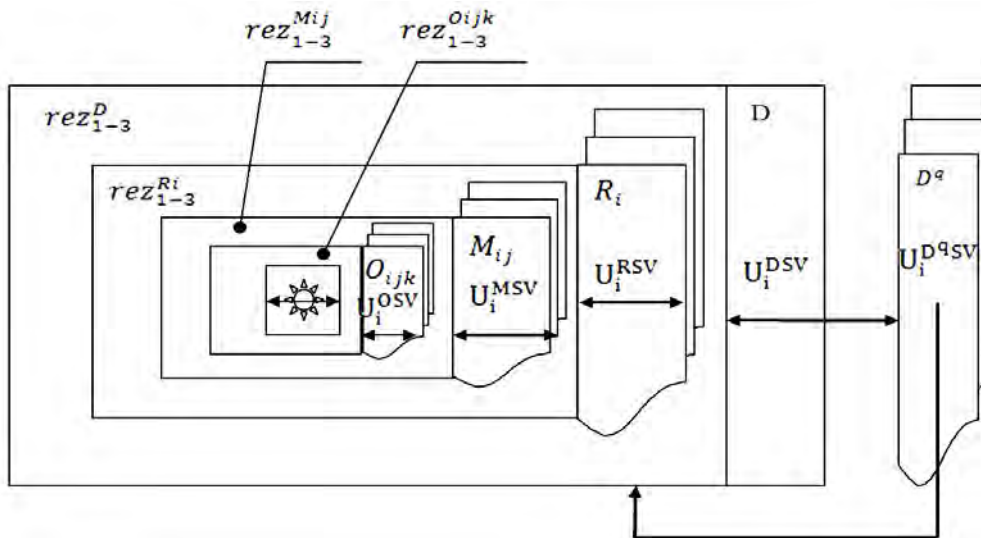 rez_{1-3}^{Mij} rez_{1-3}^{Oijk}
rez_{1-3}^{D} D
rez_{1-3}^{Ri} R_i D^q
O_{ijk} M_{ij}
U_i^{OSV} U_i^{MSV} U_i^{RSV} U_i^{DSV} U_i^{D^qSV}